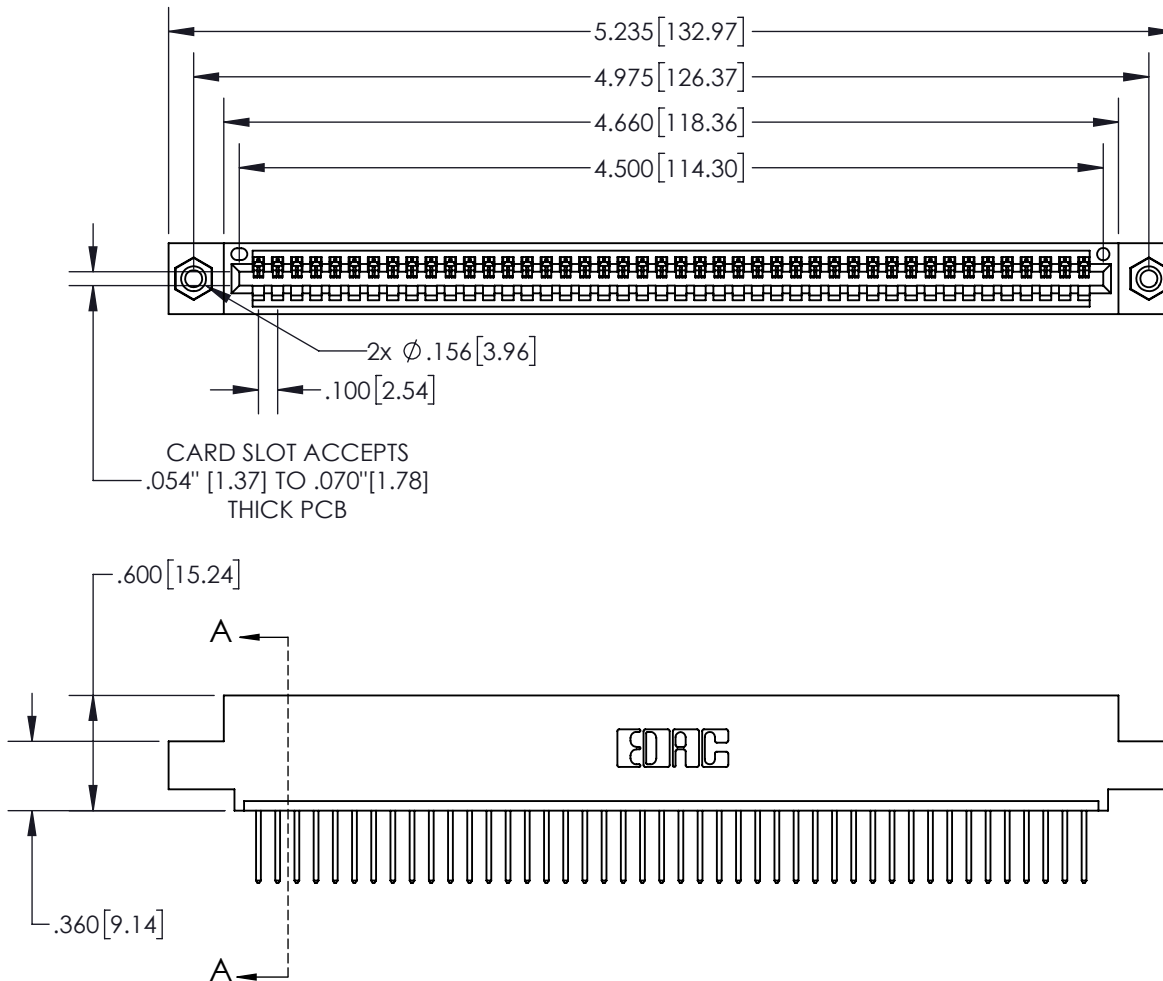 5.235[132.97]
4.975[126.37]
4.660[118.36]
4.500[114.30]
2x Ø.156[3.96]
.100[2.54]
CARD SLOT ACCEPTS
.054" [1.37] TO .070"[1.78]
THICK PCB
.600[15.24]
A
EDAC
.360[9.14]
A